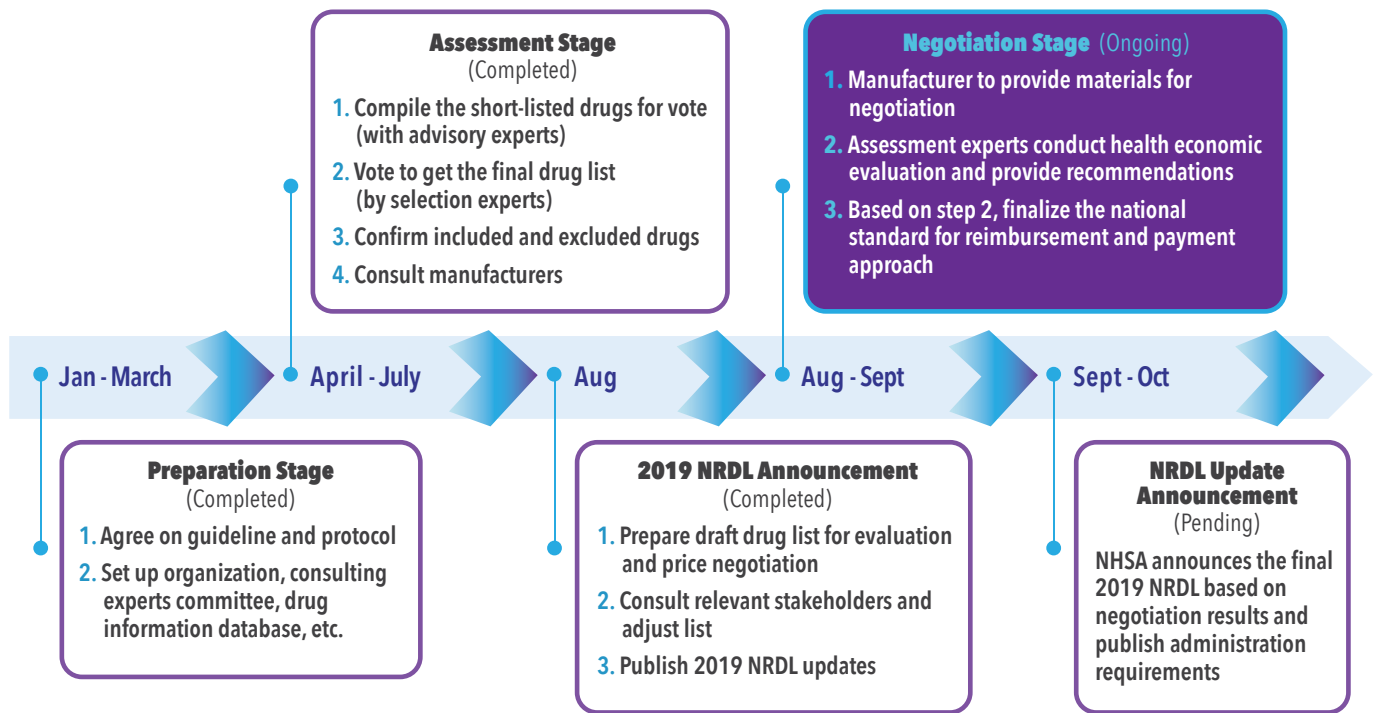 Assessment Stage
(Completed)
1. Compile the short-listed drugs for vote
(with advisory experts)
2. Vote to get the final drug list
(by selection experts)
3. Confirm included and excluded drugs
4. Consult manufacturers
Negotiation Stage (Ongoing)
1. Manufacturer to provide materials for
negotiation
2. Assessment experts conduct health economic
evaluation and provide recommendations
3. Based on step 2, finalize the national
standard for reimbursement and payment
approach
Jan - March
April - July
Aug
Aug - Sept
Sept - Oct
Preparation Stage
(Completed)
1. Agree on guideline and protocol
2. Set up organization, consulting
experts committee, drug
information database, etc.
2019 NRDL Announcement
(Completed)
1. Prepare draft drug list for evaluation
and price negotiation
2. Consult relevant stakeholders and
adjust list
3. Publish 2019 NRDL updates
NRDL Update
Announcement
(Pending)
NHSA announces the final
2019 NRDL based on
negotiation results and
publish administration
requirements